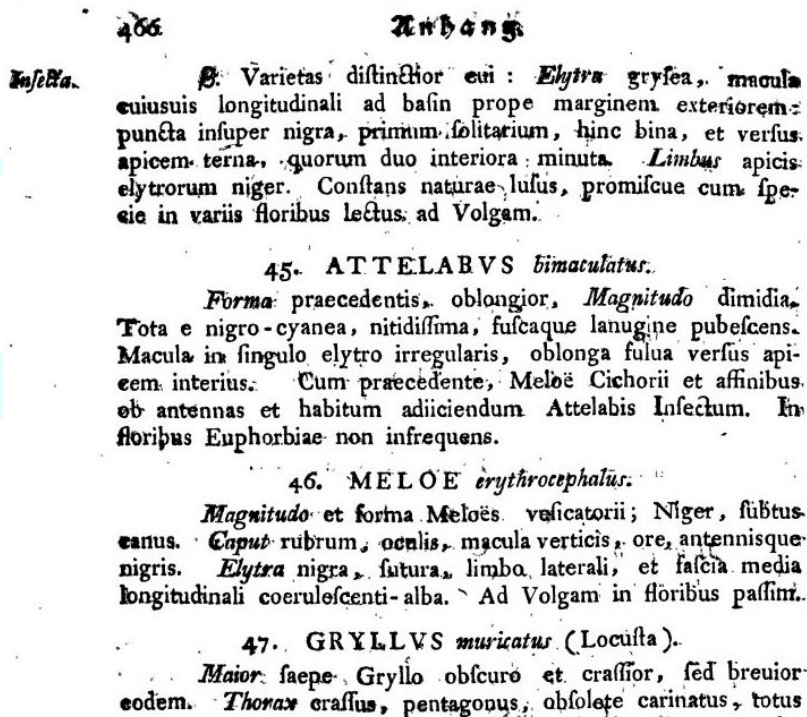 466 Anhang.
Insecta.
β. Varietas distinctior cui : Elytra grysea, macula
cuiusuis longitudinali ad basin prope marginem exteriorem:
puncta insuper nigra, primum solitarium, hinc bina, et versus
apicem terna, quorum duo interiora minuta. Limbus apicis
elytrorum niger. Constans naturae lusus, promiscue cum spe-
cie in variis floribus lectus ad Volgam.
45. ATTELABVS bimaculatus.
Forma praecedentis, oblongior, Magnitudo dimidia.
Tota e nigro-cyanea, nitidissima, fuscaque lanugine pubescens.
Macula in singulo elytro irregularis, oblonga fulua versus api-
cem interius. Cum praecedente, Meloë Cichorii et affinibus
ob antennas et habitum adiiciendum Attelabis Insectum. In
floribus Euphorbiae non infrequens.
46. MELOE erythrocephalus.
Magnitudo et forma Meloës vesicatorii; Niger, subtus
canus. Caput rubrum, oculis, macula verticis, ore, antennisque
nigris. Elytra nigra, sutura, limbo laterali, et fascia media
longitudinali coerulescenti-alba. Ad Volgam in floribus passim.
47. GRYLLVS muricatus (Locusta).
Maior saepe Gryllo obscuro et crassior, sed breuior
eodem. Thorax crassus, pentagonus, obsolete carinatus, totus